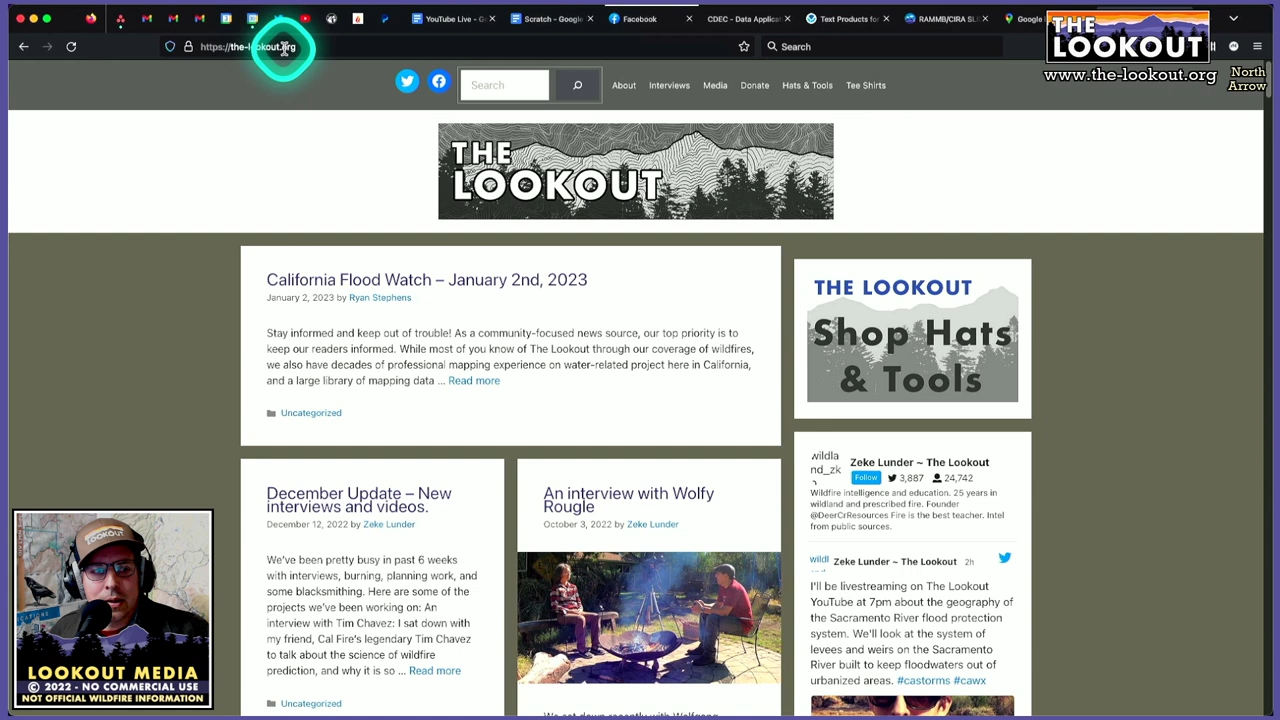 YouTube Live - G
Scratch - Google
Facebook
CDEC - Data Applicat
Text Products for
RAMMB/CIRA SL
Google
https://the-lookout.org
Search
THE
LOOKOUT
www.the-lookout.org
North
Arrow
Search
About
Interviews
Media
Donate
Hats & Tools
Tee Shirts
THE
LOOKOUT
California Flood Watch – January 2nd, 2023
January 2, 2023 by Ryan Stephens
Stay informed and keep out of trouble! As a community-focused news source, our top priority is to
keep our readers informed. While most of you know of The Lookout through our coverage of wildfires,
we also have decades of professional mapping experience on water-related project here in California,
and a large library of mapping data ... Read more
Uncategorized
THE LOOKOUT
Shop Hats
& Tools
December Update – New
interviews and videos.
December 12, 2022 by Zeke Lunder
We've been pretty busy in past 6 weeks
with interviews, burning, planning work, and
some blacksmithing. Here are some of the
projects we've been working on: An
interview with Tim Chavez: I sat down with
my friend, Cal Fire's legendary Tim Chavez
to talk about the science of wildfire
prediction, and why it is so ... Read more
Uncategorized
An interview with Wolfy
Rougle
October 3, 2022 by Zeke Lunder
wildla
nd_zk
Zeke Lunder ~ The Lookout
Follow 3,887 24,742
Wildfire intelligence and education. 25 years in
wildland and prescribed fire. Founder
@DeerCrResources Fire is the best teacher. Intel
from public sources.
wildl
Zeke Lunder ~ The Lookout 2h
I'll be livestreaming on The Lookout
YouTube at 7pm about the geography of
the Sacramento River flood protection
system. We'll look at the system of
levees and weirs on the Sacramento
River built to keep floodwaters out of
urbanized areas. #castorms #cawx
LOOKOUT
LOOKOUT MEDIA
© 2022 - NO COMMERCIAL USE
NOT OFFICIAL WILDFIRE INFORMATION